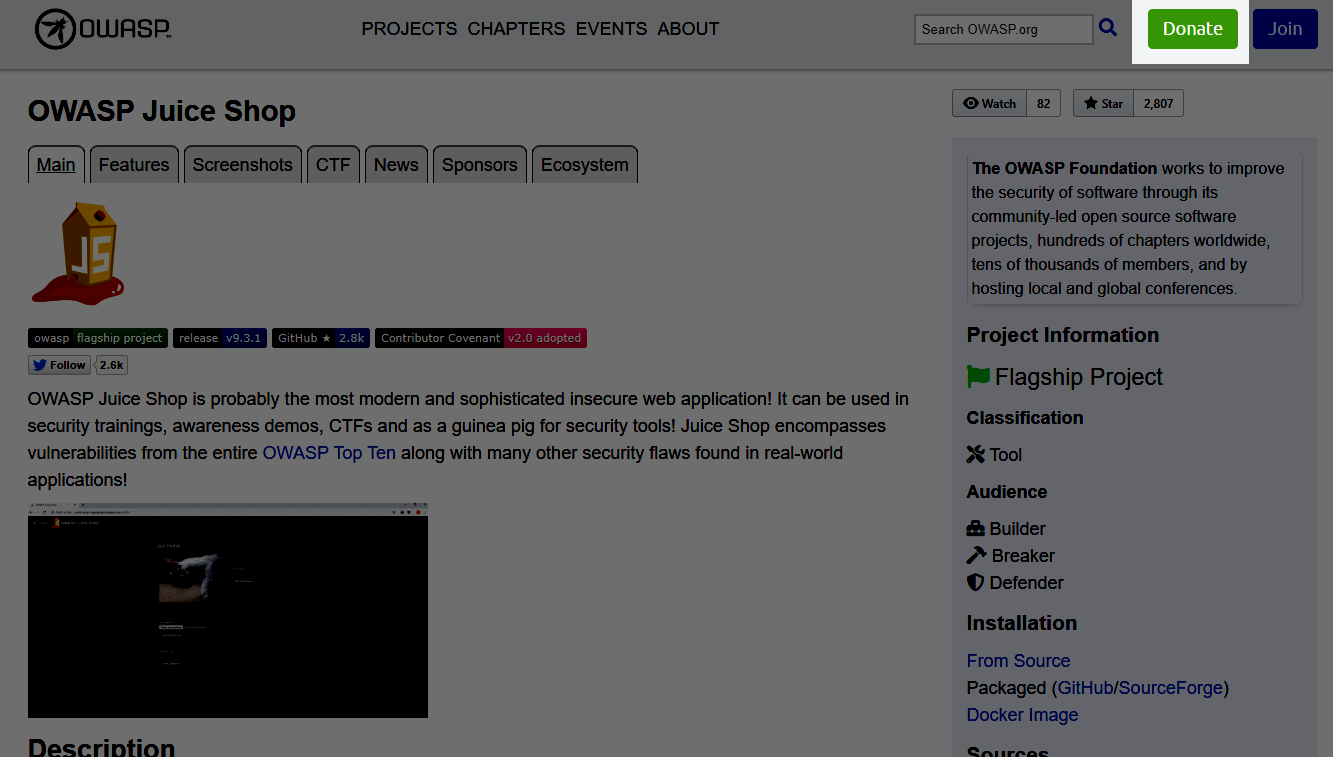 OWASP
PROJECTS CHAPTERS EVENTS ABOUT
Search OWASP.org
Donate
Join
OWASP Juice Shop
Watch 82
Star 2,807
Main Features Screenshots CTF News Sponsors Ecosystem
JS
owasp flagship project release v9.3.1 GitHub ★ 2.8k Contributor Covenant v2.0 adopted
Follow 2.6k
OWASP Juice Shop is probably the most modern and sophisticated insecure web application! It can be used in
security trainings, awareness demos, CTFs and as a guinea pig for security tools! Juice Shop encompasses
vulnerabilities from the entire OWASP Top Ten along with many other security flaws found in real-world
applications!
Description
The OWASP Foundation works to improve
the security of software through its
community-led open source software
projects, hundreds of chapters worldwide,
tens of thousands of members, and by
hosting local and global conferences.
Project Information
Flagship Project
Classification
Tool
Audience
Builder
Breaker
Defender
Installation
From Source
Packaged (GitHub/SourceForge)
Docker Image
Sources